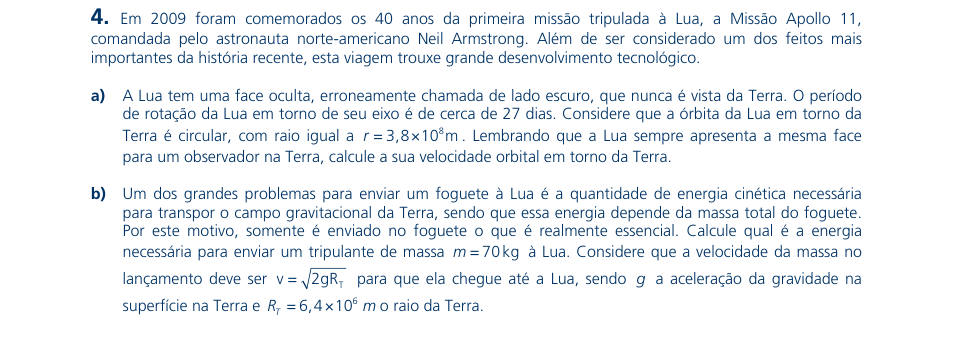 4. Em 2009 foram comemorados os 40 anos da primeira missão tripulada à Lua, a Missão Apollo 11,
comandada pelo astronauta norte-americano Neil Armstrong. Além de ser considerado um dos feitos mais
importantes da história recente, esta viagem trouxe grande desenvolvimento tecnológico.
a) A Lua tem uma face oculta, erroneamente chamada de lado escuro, que nunca é vista da Terra. O período
de rotação da Lua em torno de seu eixo é de cerca de 27 dias. Considere que a órbita da Lua em torno da
Terra é circular, com raio igual a r = 3,8×10⁸m. Lembrando que a Lua sempre apresenta a mesma face
para um observador na Terra, calcule a sua velocidade orbital em torno da Terra.
b) Um dos grandes problemas para enviar um foguete à Lua é a quantidade de energia cinética necessária
para transpor o campo gravitacional da Terra, sendo que essa energia depende da massa total do foguete.
Por este motivo, somente é enviado no foguete o que é realmente essencial. Calcule qual é a energia
necessária para enviar um tripulante de massa m = 70 kg à Lua. Considere que a velocidade da massa no
lançamento deve ser v = √(2gR_T) para que ela chegue até a Lua, sendo g a aceleração da gravidade na
superfície na Terra e R_T = 6,4×10⁶ m o raio da Terra.